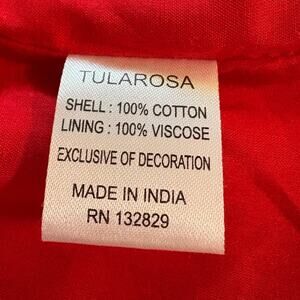 TULAROSA
SHELL : 100% COTTON
LINING : 100% VISCOSE
EXCLUSIVE OF DECORATION
MADE IN INDIA
RN 132829